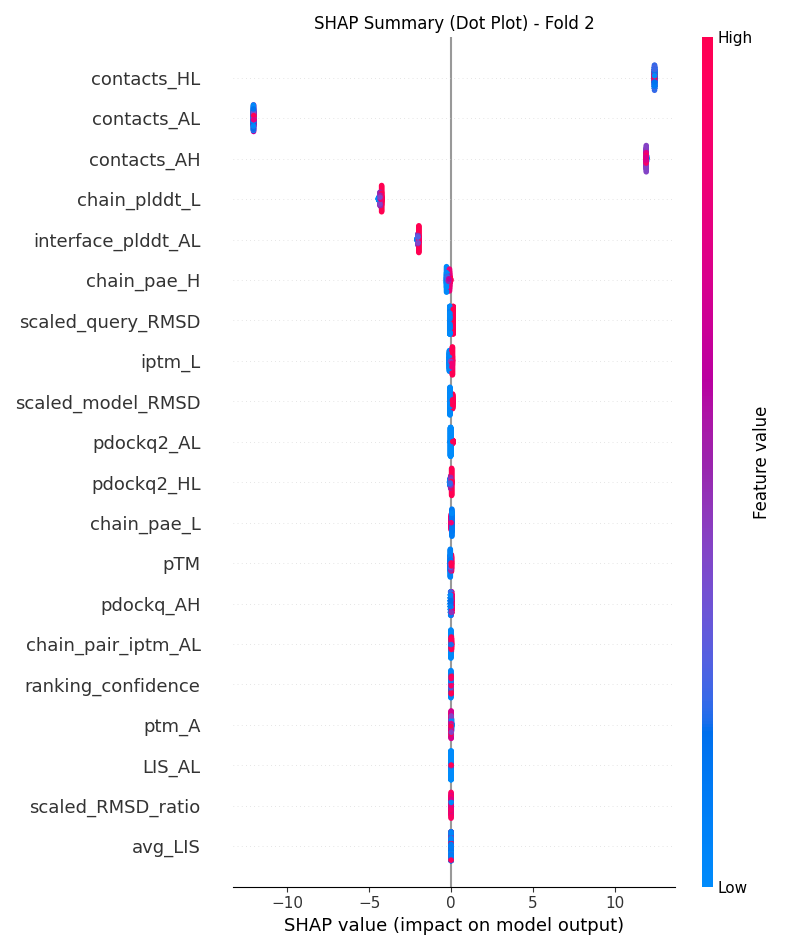 SHAP Summary (Dot Plot) - Fold 2
High
contacts_HL
contacts_AL
contacts_AH
chain_plddt_L
interface_plddt_AL
chain_pae_H
scaled_query_RMSD
iptm_L
scaled_model_RMSD
pdockq2_AL
pdockq2_HL
chain_pae_L
pTM
pdockq_AH
chain_pair_iptm_AL
ranking_confidence
ptm_A
LIS_AL
scaled_RMSD_ratio
avg_LIS
Feature value
Low
−10 −5 0 5 10
SHAP value (impact on model output)